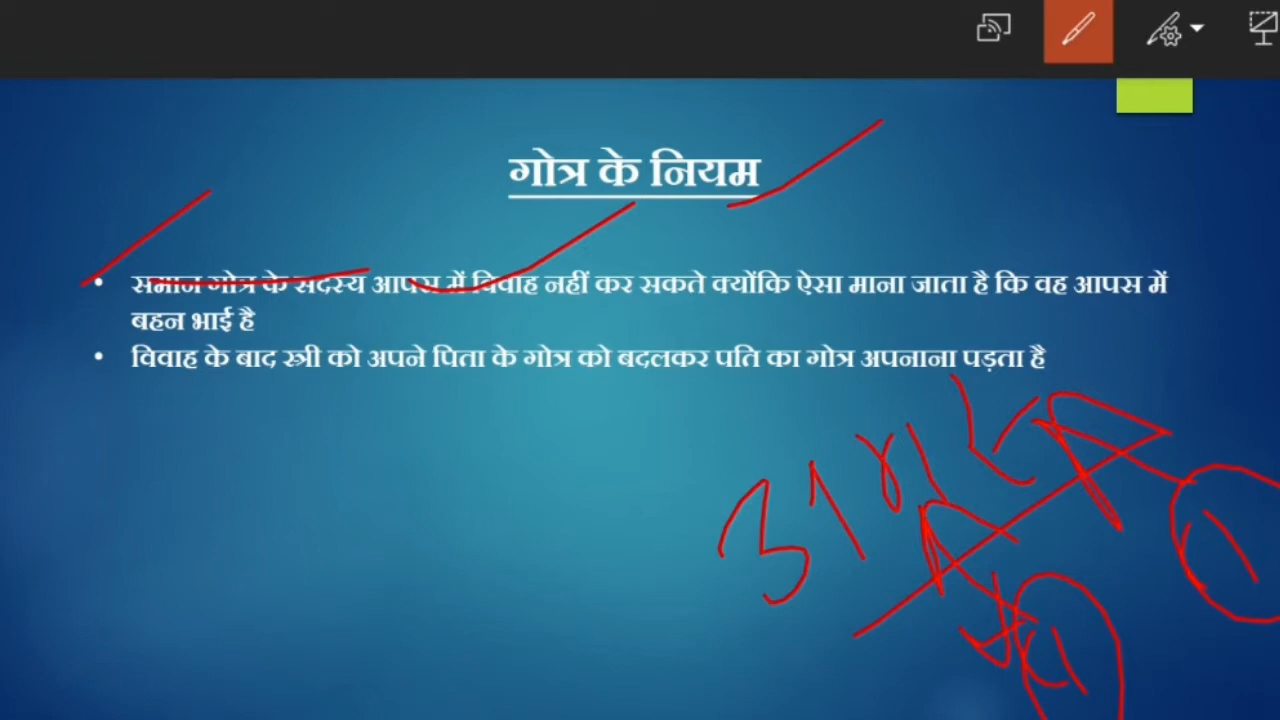 गोत्र के नियम
• समान गोत्र के सदस्य आपस में विवाह नहीं कर सकते क्योंकि ऐसा माना जाता है कि वह आपस में
बहन भाई है
• विवाह के बाद स्त्री को अपने पिता के गोत्र को बदलकर पति का गोत्र अपनाना पड़ता है